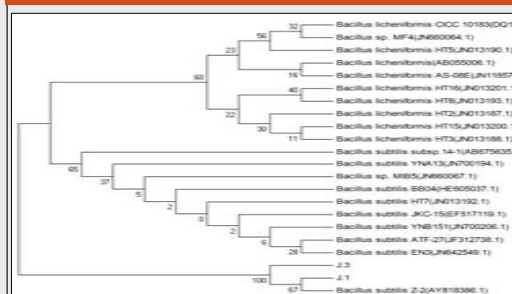 Bacillus licheniformis CICC 10183(DQ1
32
Bacillus sp. MF4(JN660064.1)
56
Bacillus licheniformis HT5(JN013190.1)
23
Bacillus licheniformis(AB055006.1)
16
Bacillus licheniformis AS-08E(JN11857
60
Bacillus licheniformis HT16(JN013201.1
40
Bacillus licheniformis HT8(JN013193.1)
22
Bacillus licheniformis HT2(JN013187.1)
30
Bacillus licheniformis HT15(JN013200.
11
Bacillus licheniformis HT3(JN013188.1)
Bacillus subtilis subsp.14-1(AB675635
65
Bacillus subtilis YNA13(JN700194.1)
37
Bacillus sp. MIB5(JN660067.1)
5
Bacillus subtilis BB04(HE605037.1)
2
HT7(JN013192.1)
0
Bacillus subtilis JKC-15(EF517119.1)
2
Bacillus subtilis YNB151(JN700206.1)
6
Bacillus subtilis ATF-27(JF312738.1)
28
Bacillus subtilis EN3(JN642549.1)
J.3
100
J.1
67
Bacillus subtilis Z-2(AY818386.1)